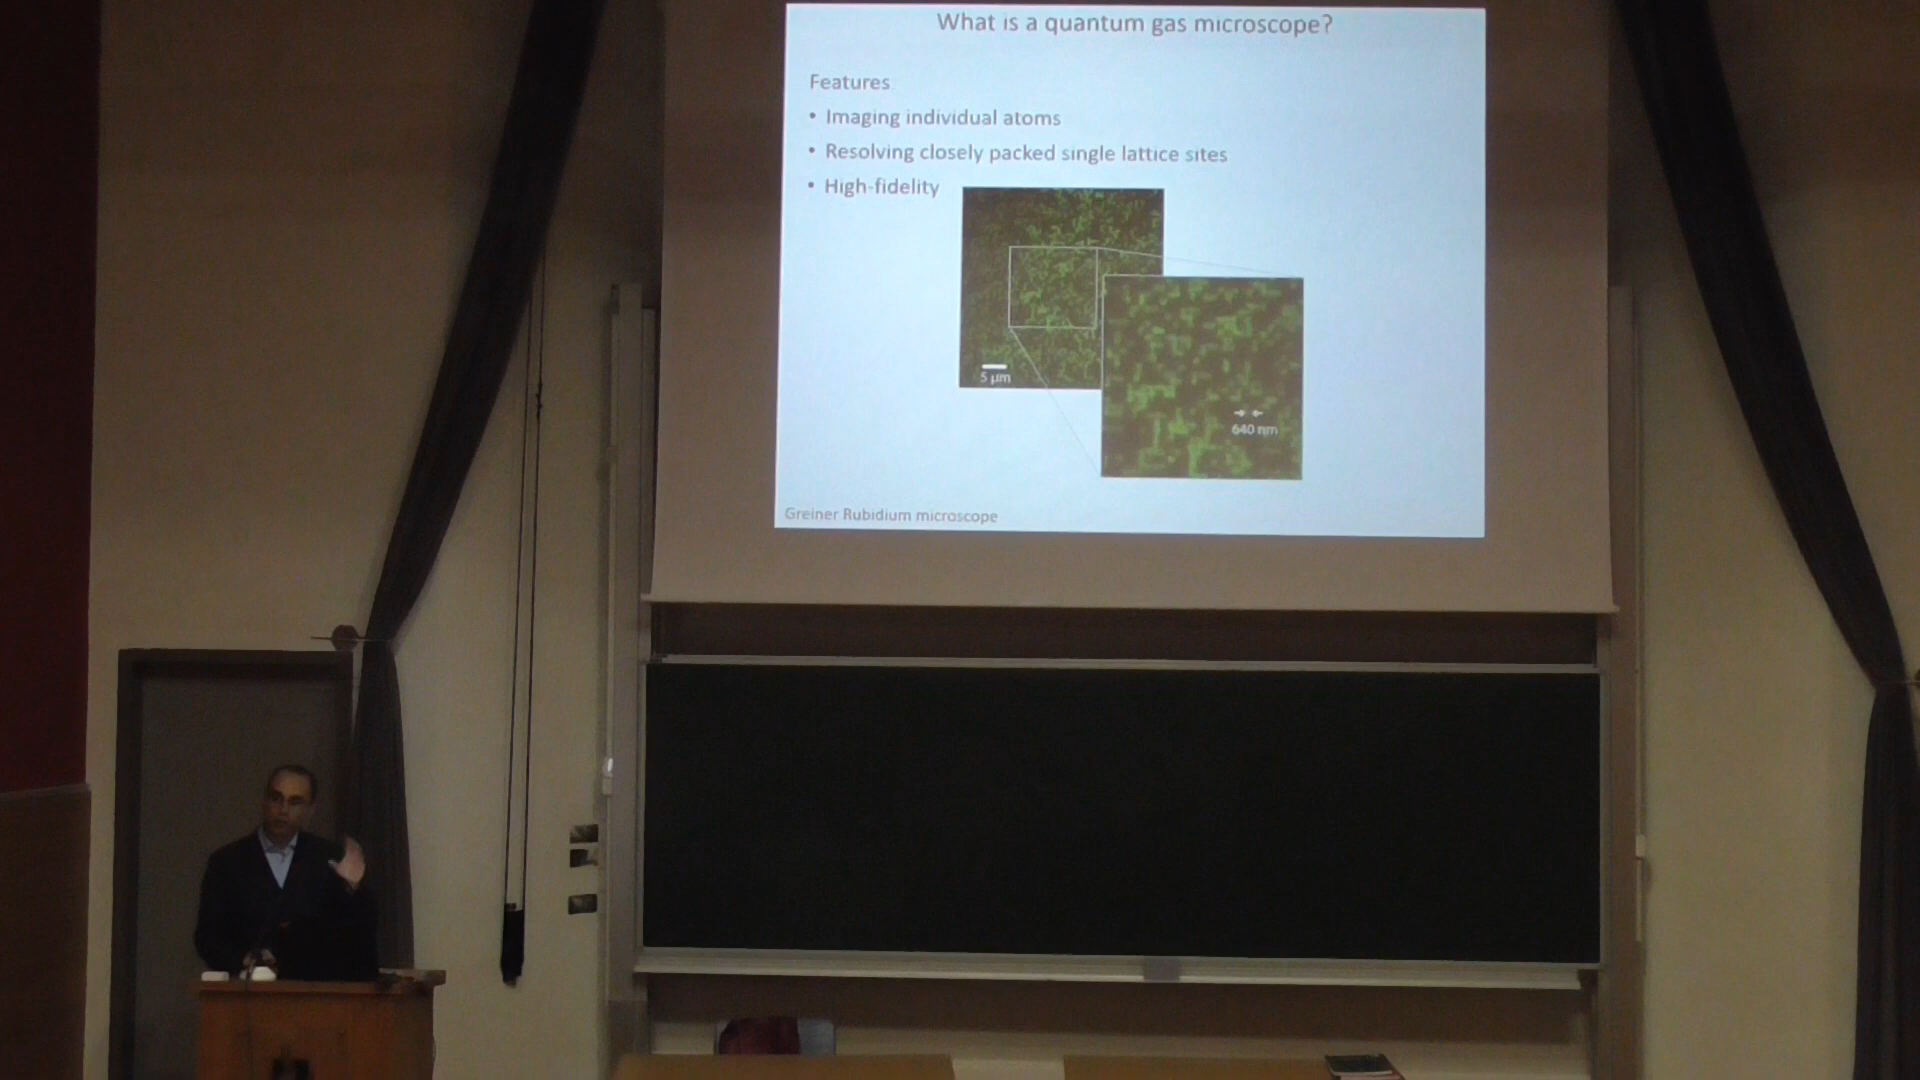 What is a quantum gas microscope?
Features
• Imaging individual atoms
• Resolving closely packed single lattice sites
• High-fidelity
5 µm
640 nm
Greiner Rubidium microscope